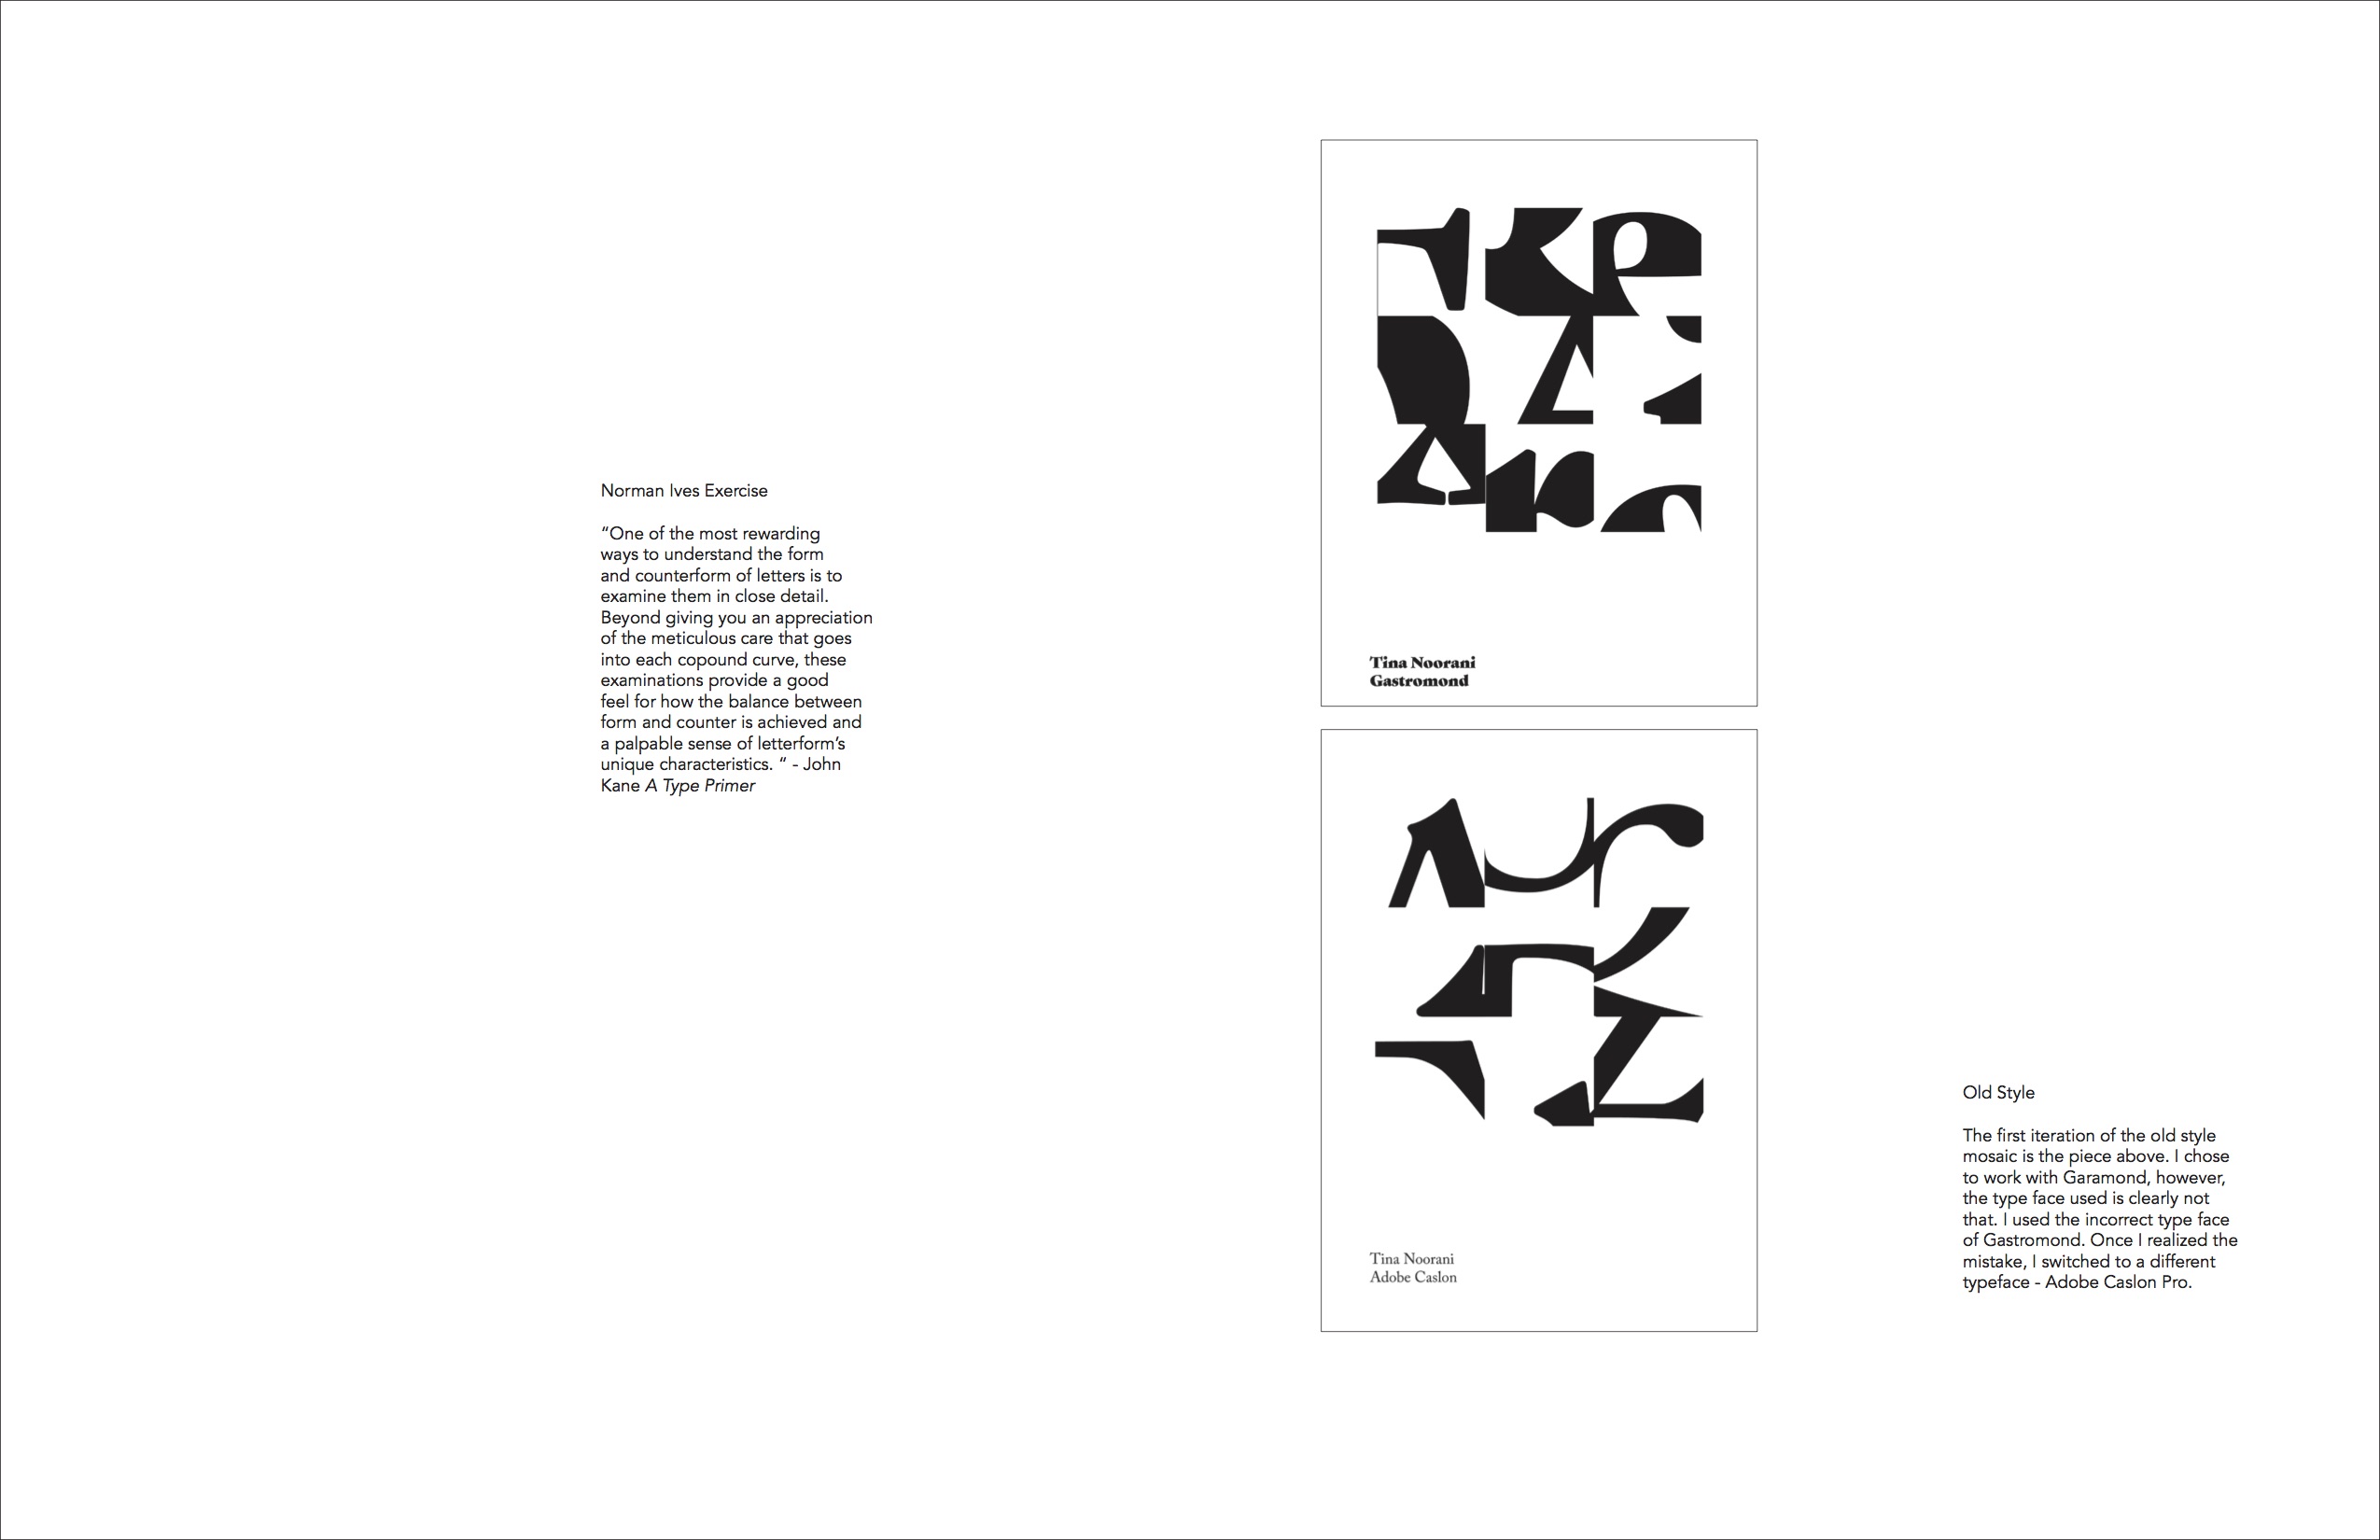 Norman Ives Exercise
“One of the most rewarding
ways to understand the form
and counterform of letters is to
examine them in close detail.
Beyond giving you an appreciation
of the meticulous care that goes
into each copound curve, these
examinations provide a good
feel for how the balance between
form and counter is achieved and
a palpable sense of letterform’s
unique characteristics. “ - John
Kane A Type Primer
Tina Noorani
Gastromond
Tina Noorani
Adobe Caslon
Old Style
The first iteration of the old style
mosaic is the piece above. I chose
to work with Garamond, however,
the type face used is clearly not
that. I used the incorrect type face
of Gastromond. Once I realized the
mistake, I switched to a different
typeface - Adobe Caslon Pro.